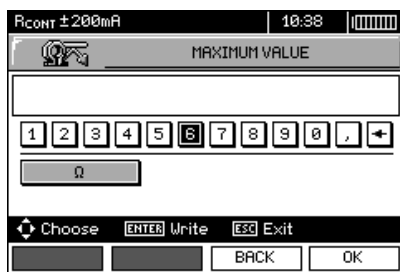 RCONT ±200mA 10:38
MAXIMUM VALUE
1 2 3 4 5 6 7 8 9 0 , ←
Ω
Choose ENTER Write ESC Exit
BACK OK